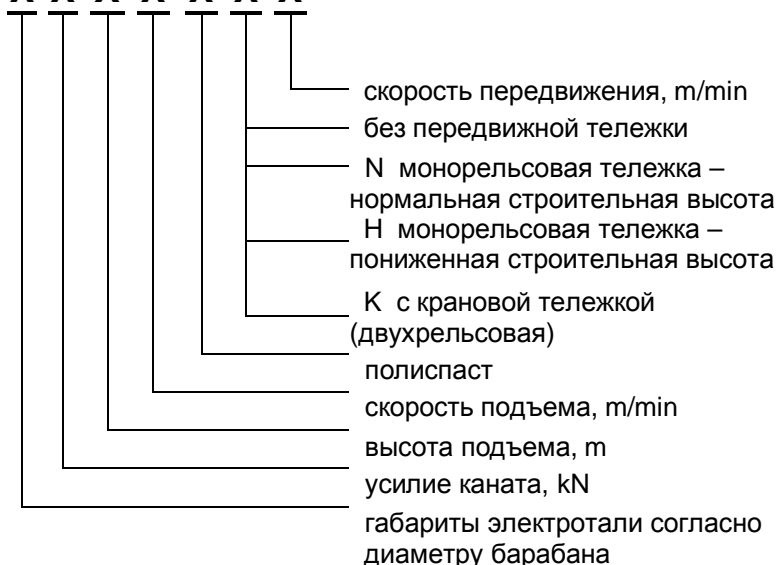 X X X X X X X
скорость передвижения, m/min
без передвижной тележки
N монорельсовая тележка –
нормальная строительная высота
H монорельсовая тележка –
пониженная строительная высота
K с крановой тележкой
(двухрельсовая)
полиспаст
скорость подъема, m/min
высота подъема, m
усилие каната, kN
габариты электротали согласно
диаметру барабана